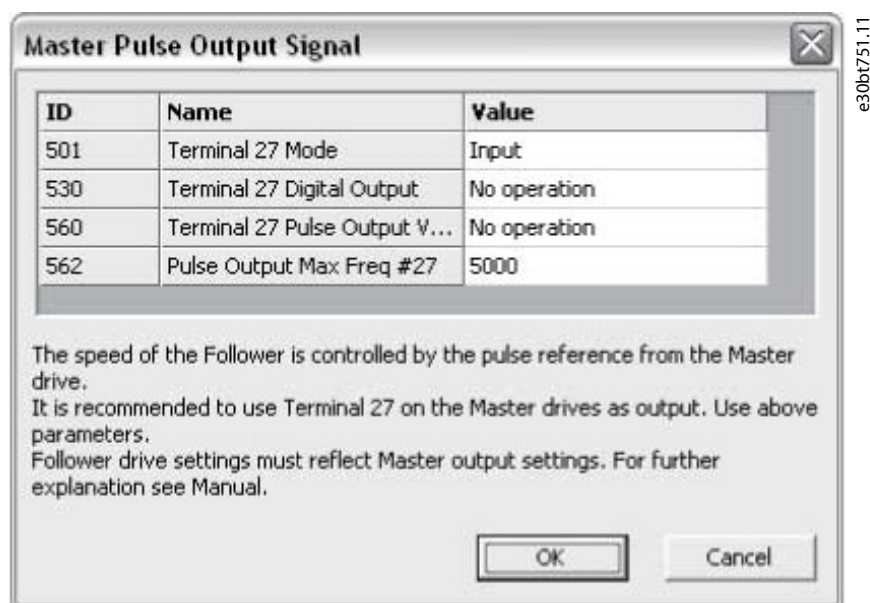 Master Pulse Output Signal
ID Name Value
501 Terminal 27 Mode Input
530 Terminal 27 Digital Output No operation
560 Terminal 27 Pulse Output V... No operation
562 Pulse Output Max Freq #27 5000
The speed of the Follower is controlled by the pulse reference from the Master
drive.
It is recommended to use Terminal 27 on the Master drives as output. Use above
parameters.
Follower drive settings must reflect Master output settings. For further
explanation see Manual.
OK Cancel
e30bt751.11